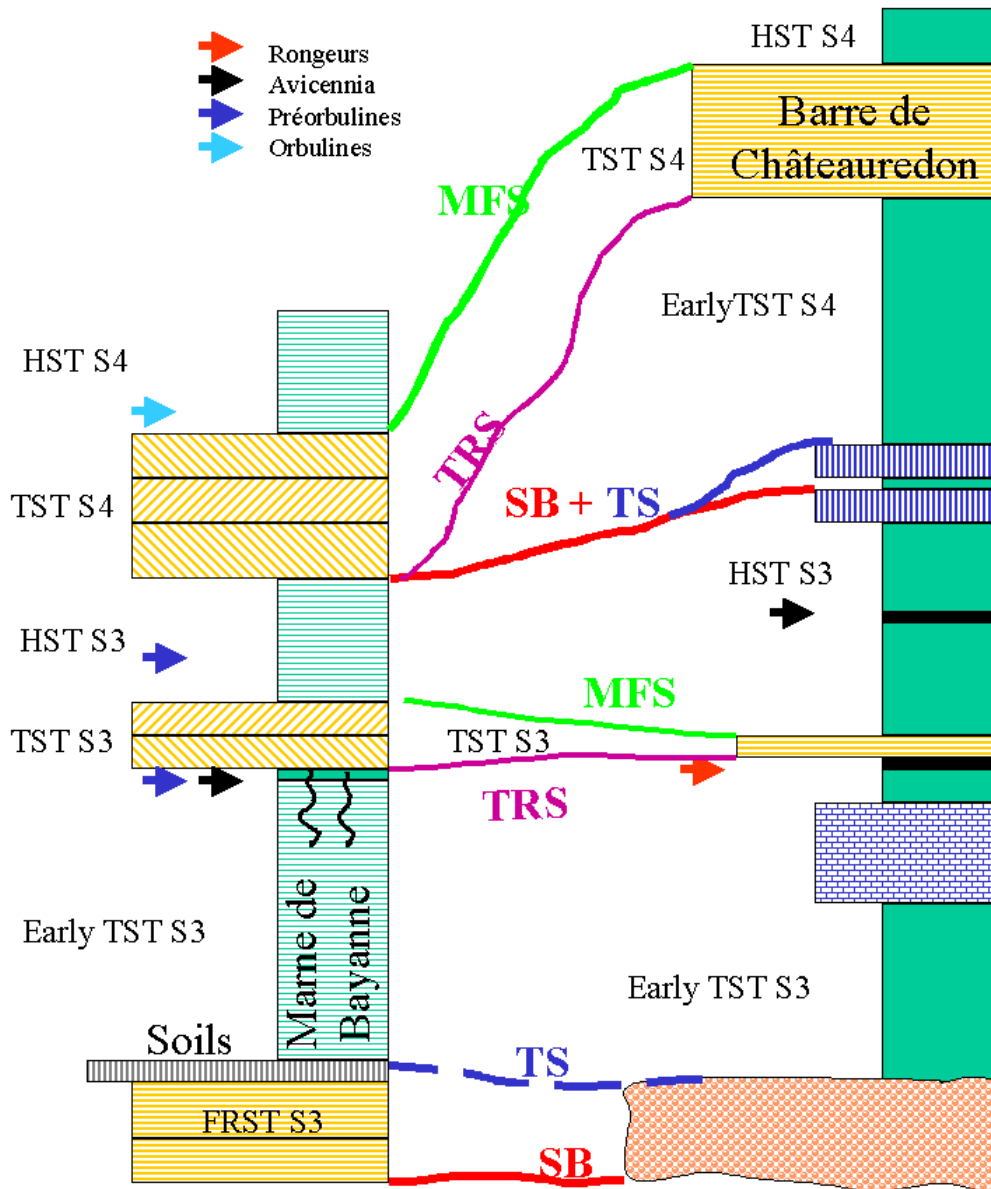 Rongeurs
Avicennia
Préorbulines
Orbulines
HST S4
Barre de
Châteauredon
TST S4
MFS
EarlyTST S4
HST S4
TRS
TST S4
SB + TS
HST S3
HST S3
MFS
TST S3
TST S3
TRS
Marne de
Bayanne
Early TST S3
Early TST S3
Soils
TS
FRST S3
SB